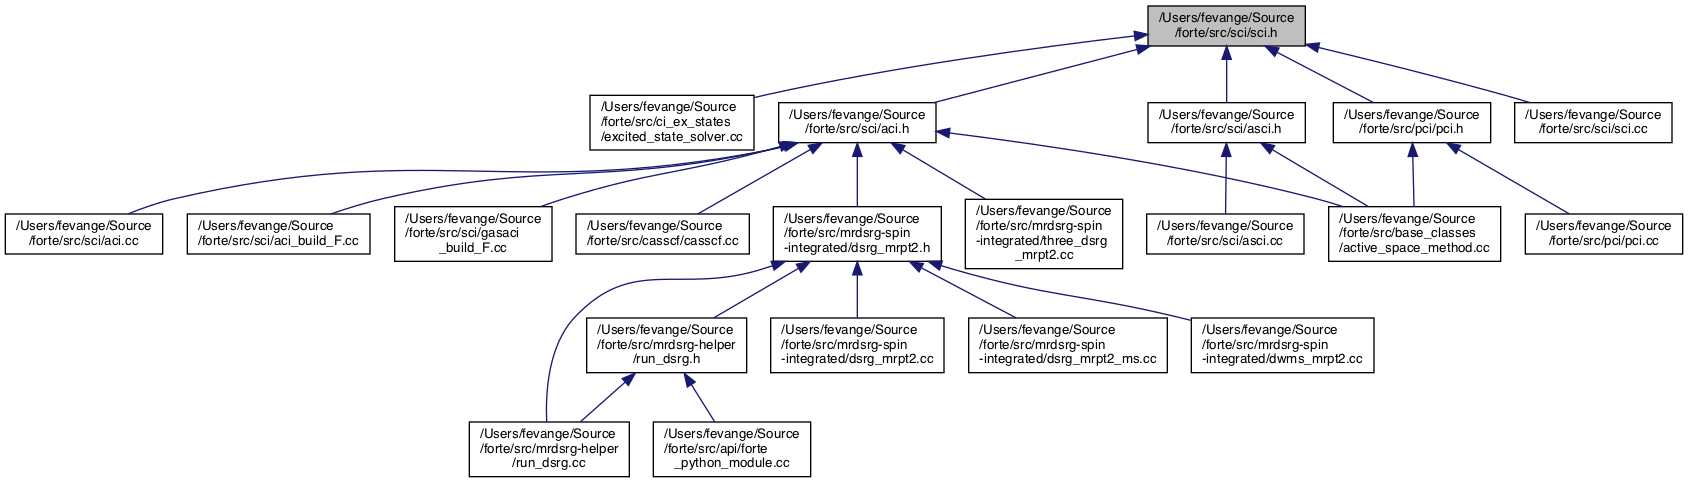 /Users/fevange/Source
/forte/src/sci/sci.h
/Users/fevange/Source
/forte/src/ci_ex_states
/excited_state_solver.cc
/Users/fevange/Source
/forte/src/sci/aci.h
/Users/fevange/Source
/forte/src/sci/asci.h
/Users/fevange/Source
/forte/src/pci/pci.h
/Users/fevange/Source
/forte/src/sci/sci.cc
/Users/fevange/Source
/forte/src/sci/aci.cc
/Users/fevange/Source
/forte/src/sci/aci_build_F.cc
/Users/fevange/Source
/forte/src/sci/gasaci
_build_F.cc
/Users/fevange/Source
/forte/src/casscf/casscf.cc
/Users/fevange/Source
/forte/src/mrdsrg-spin
-integrated/dsrg_mrpt2.h
/Users/fevange/Source
/forte/src/mrdsrg-spin
-integrated/three_dsrg
_mrpt2.cc
/Users/fevange/Source
/forte/src/sci/asci.cc
/Users/fevange/Source
/forte/src/base_classes
/active_space_method.cc
/Users/fevange/Source
/forte/src/pci/pci.cc
/Users/fevange/Source
/forte/src/mrdsrg-helper
/run_dsrg.h
/Users/fevange/Source
/forte/src/mrdsrg-spin
-integrated/dsrg_mrpt2.cc
/Users/fevange/Source
/forte/src/mrdsrg-spin
-integrated/dsrg_mrpt2_ms.cc
/Users/fevange/Source
/forte/src/mrdsrg-spin
-integrated/dwms_mrpt2.cc
/Users/fevange/Source
/forte/src/mrdsrg-helper
/run_dsrg.cc
/Users/fevange/Source
/forte/src/api/forte
_python_module.cc